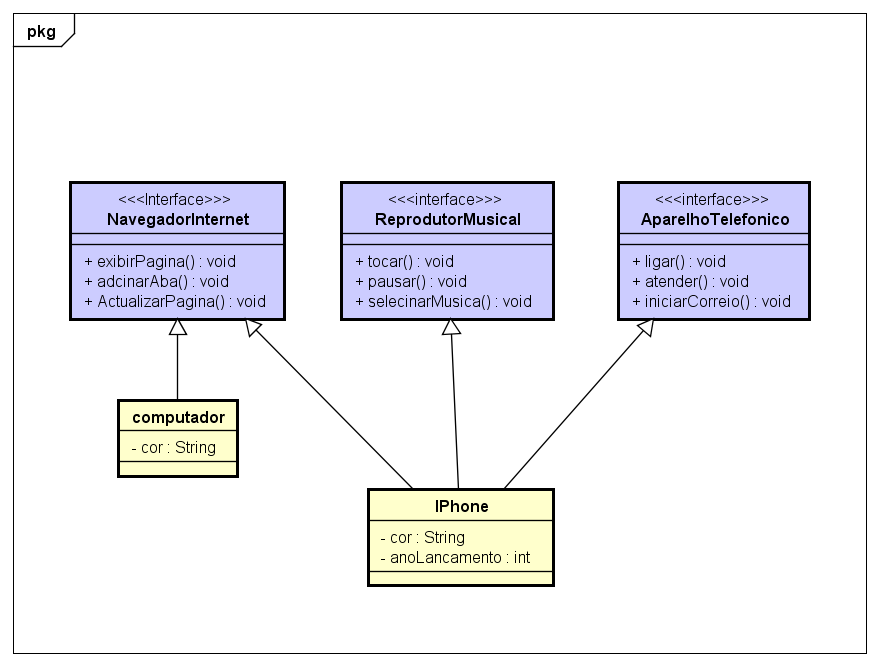 pkg
<<<Interface>>>
NavegadorInternet
+ exibirPagina() : void
+ adcinarAba() : void
+ ActualizarPagina() : void
<<<interface>>>
ReprodutorMusical
+ tocar() : void
+ pausar() : void
+ selecinarMusica() : void
<<<interface>>>
AparelhoTelefonico
+ ligar() : void
+ atender() : void
+ iniciarCorreio() : void
computador
- cor : String
IPhone
- cor : String
- anoLancamento : int